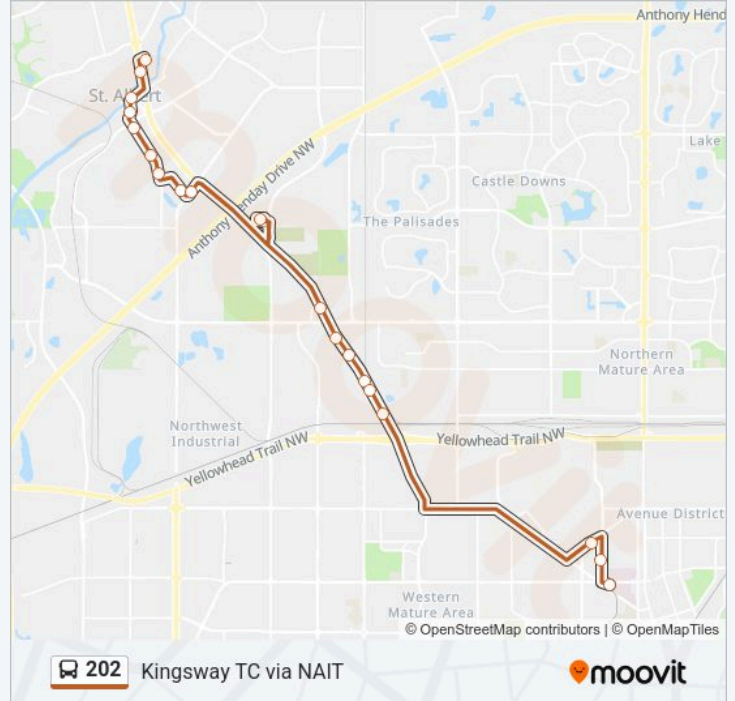 Anthony Hend
St. Albert
Anthony Henday Drive NW
Lake
Castle Downs
The Palisades
Northern
Mature Area
Northwest
Industrial
Yellowhead Trail NW
Yellowhead Trail NW
Avenue District
Western
Mature Area
© OpenStreetMap contributors | © OpenMapTiles
202 Kingsway TC via NAIT
moovit